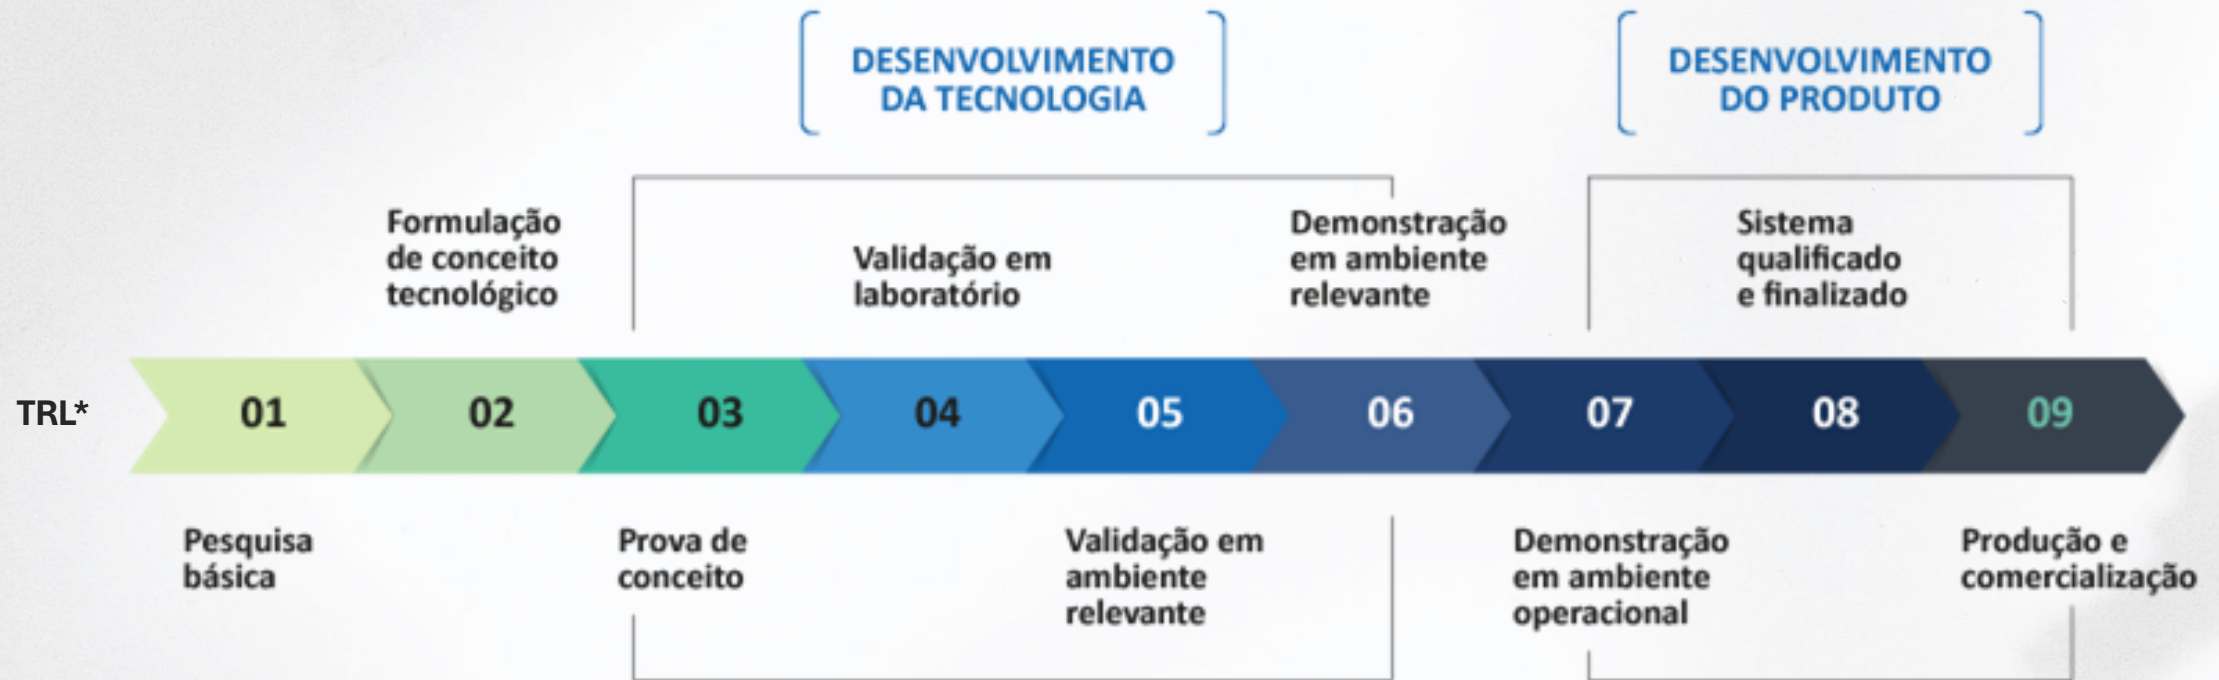 DESENVOLVIMENTO
DA TECNOLOGIA
DESENVOLVIMENTO
DO PRODUTO
Formulação
de conceito
tecnológico
Validação em
laboratório
Demonstração
em ambiente
relevante
Sistema
qualificado
e finalizado
TRL*
01
02
03
04
05
06
07
08
09
Pesquisa
básica
Prova de
conceito
Validação em
ambiente
relevante
Demonstração
em ambiente
operacional
Produção e
comercialização